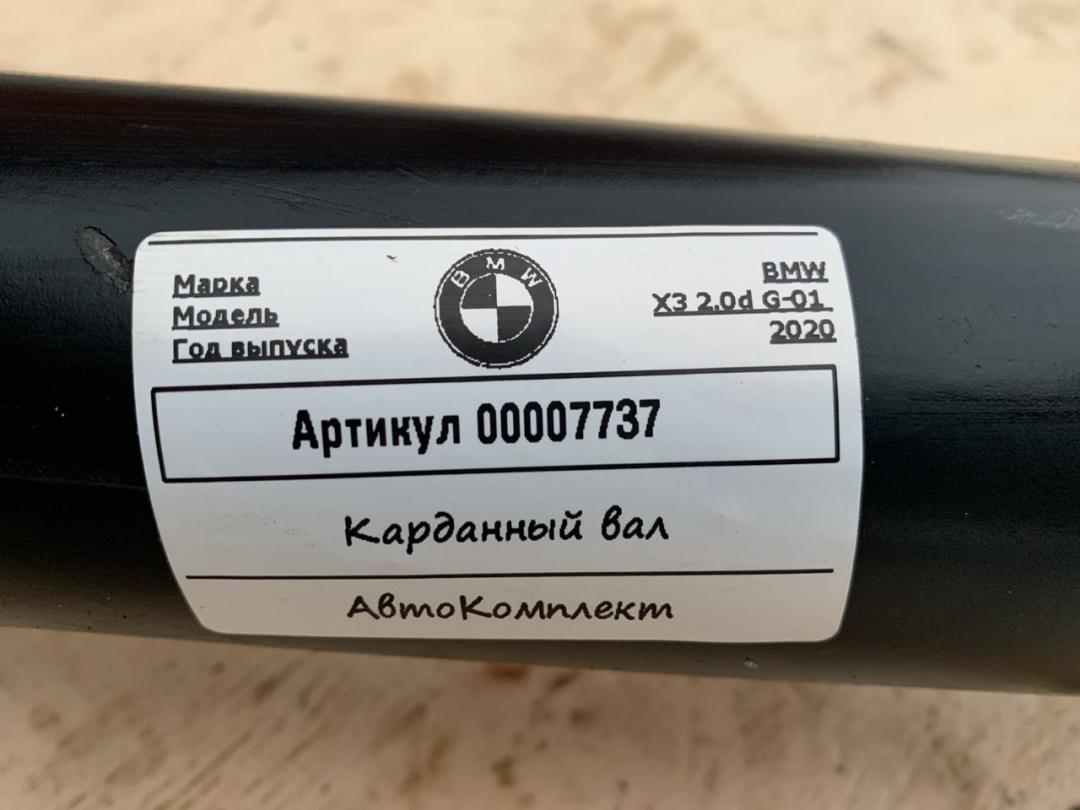 Марка BMW
Модель X3 2.0d G-01
Год выпуска 2020
BMW
Артикул 00007737
Карданный вал
АвтоКомплект